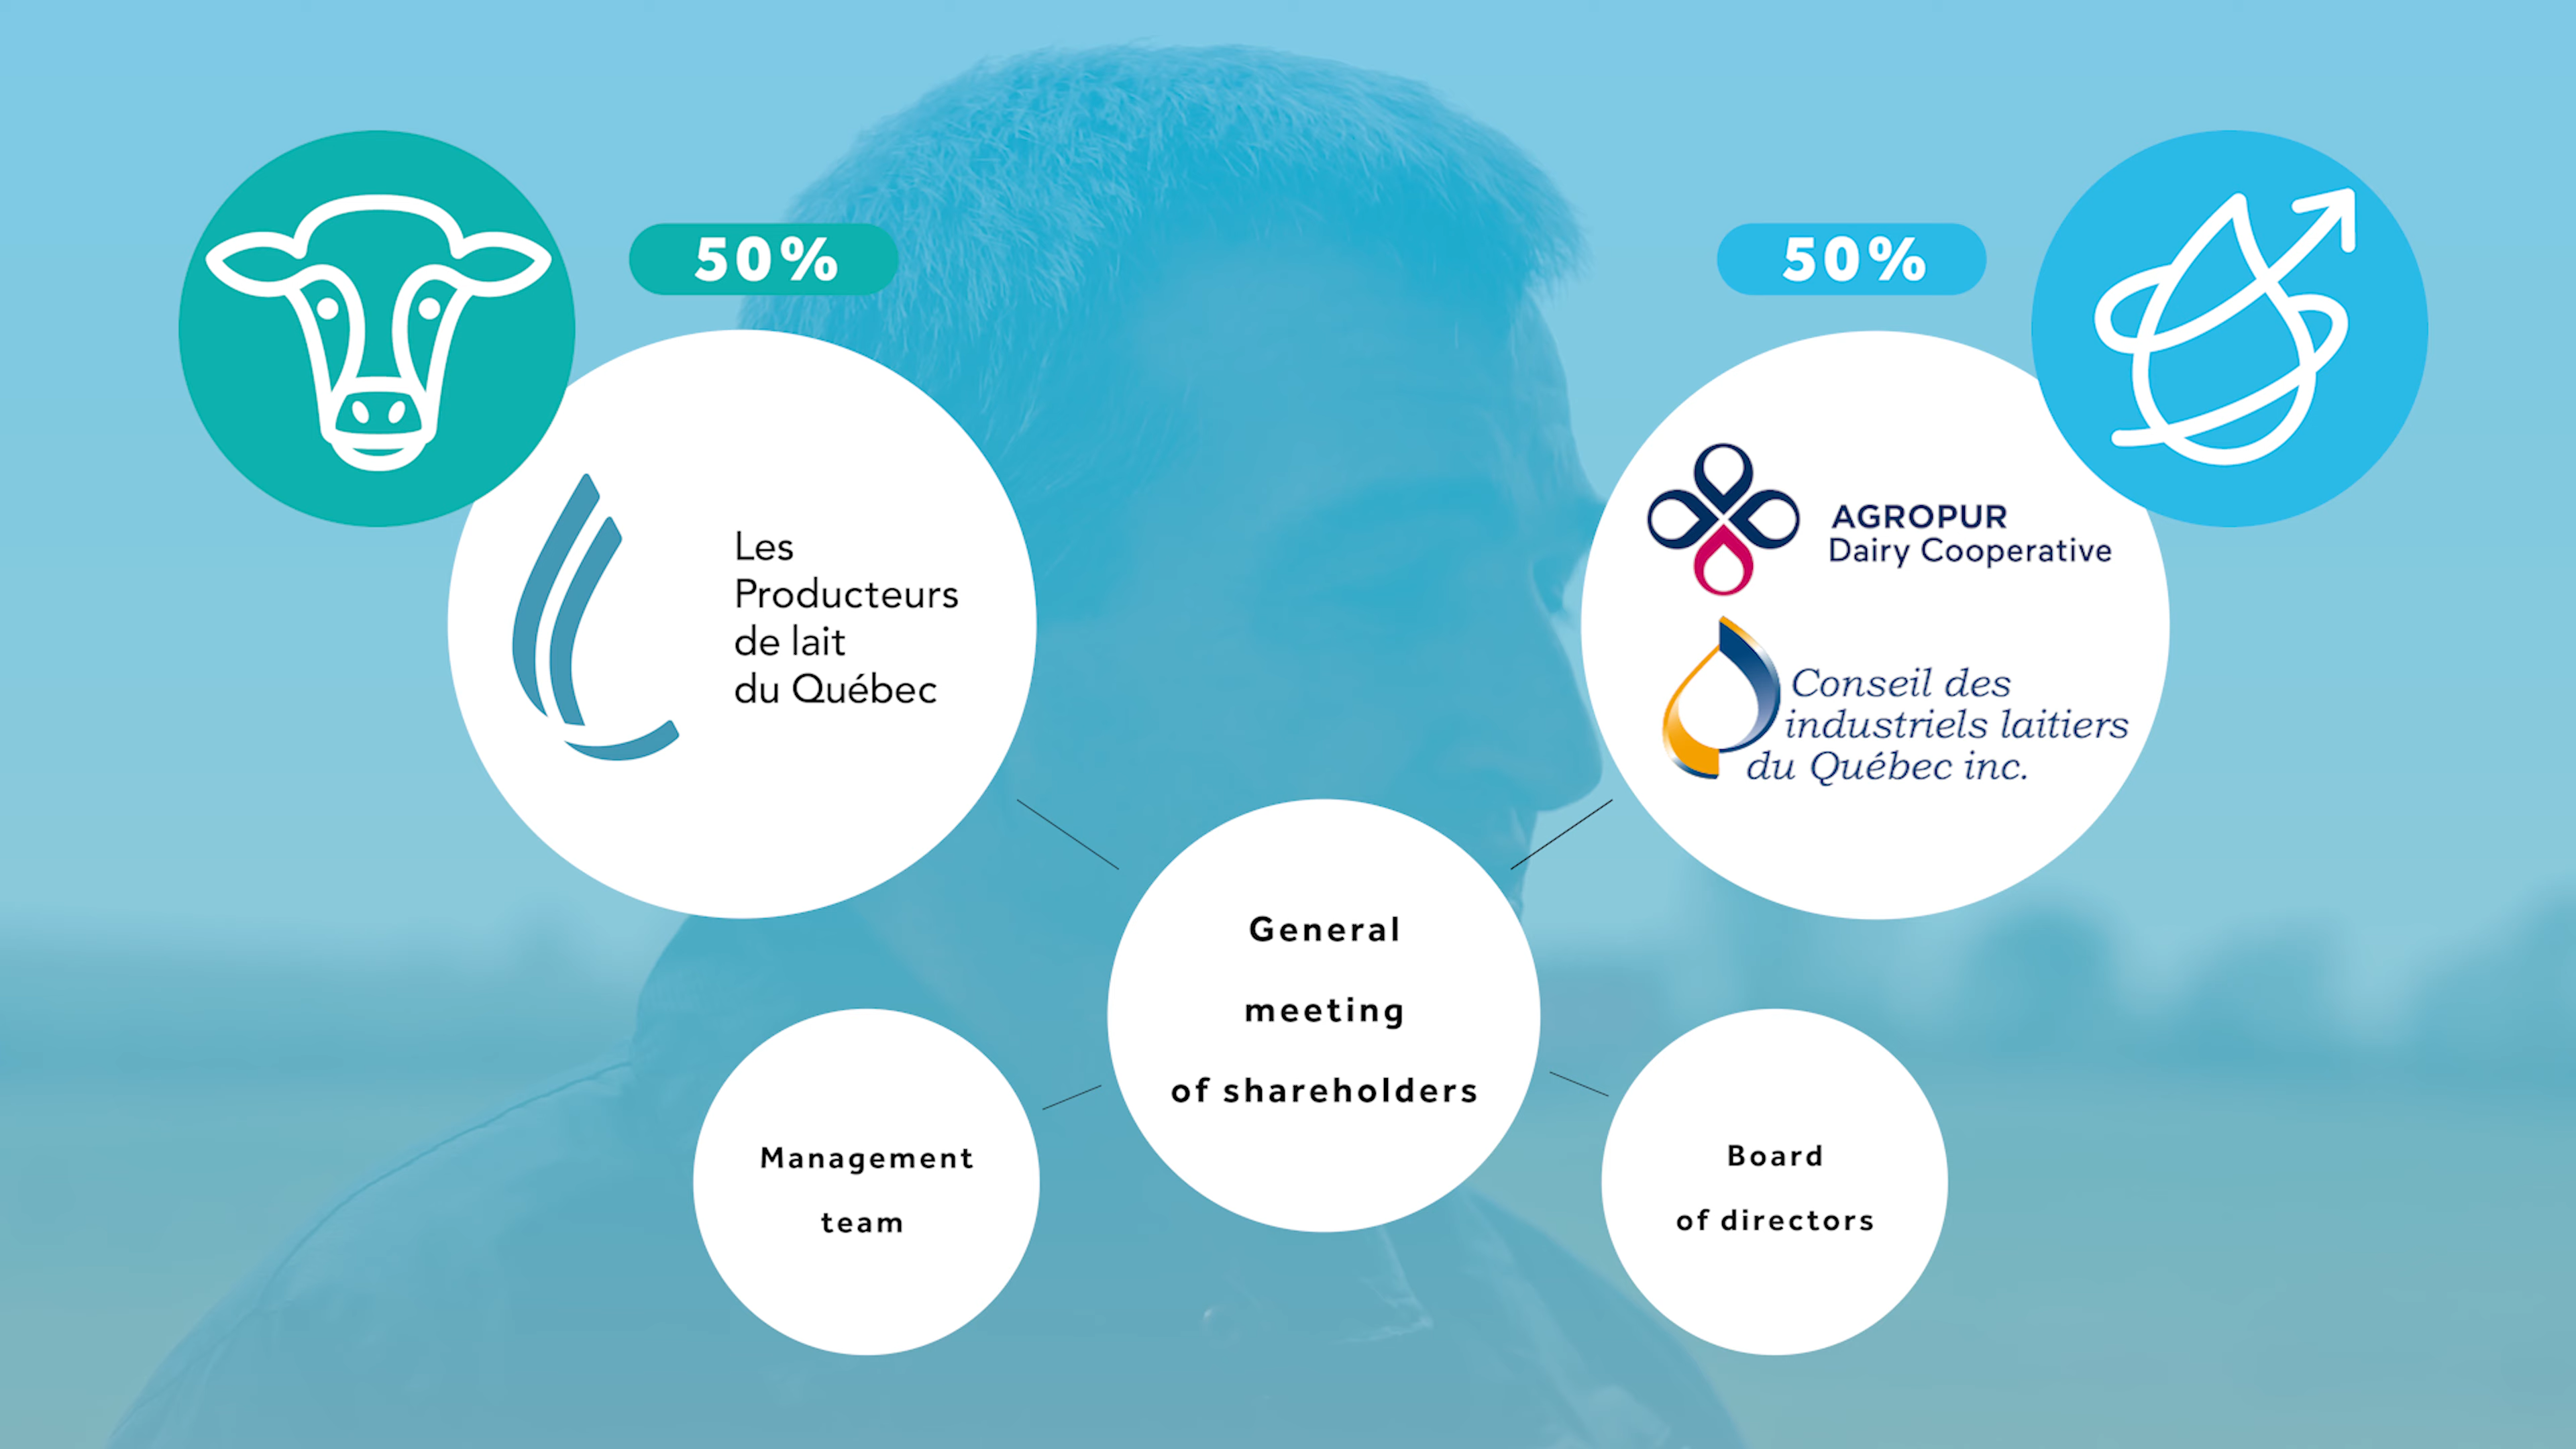 50%
Les
Producteurs
de lait
du Québec
50%
AGROPUR
Dairy Cooperative
Conseil des
industriels laitiers
du Québec inc.
General
meeting
of shareholders
Management
team
Board
of directors